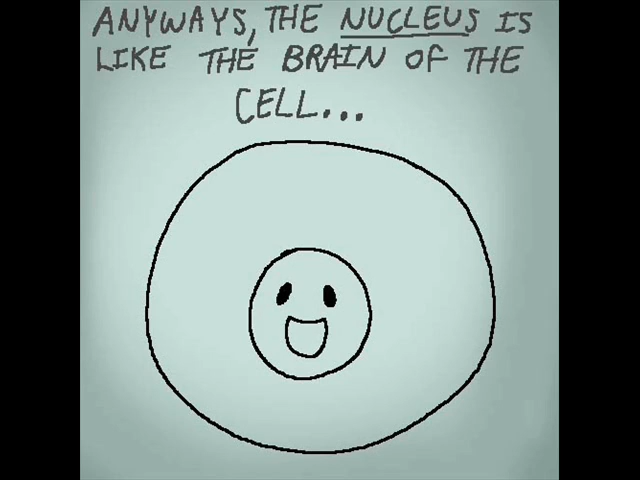 ANYWAYS, THE NUCLEUS IS
LIKE THE BRAIN OF THE
CELL...